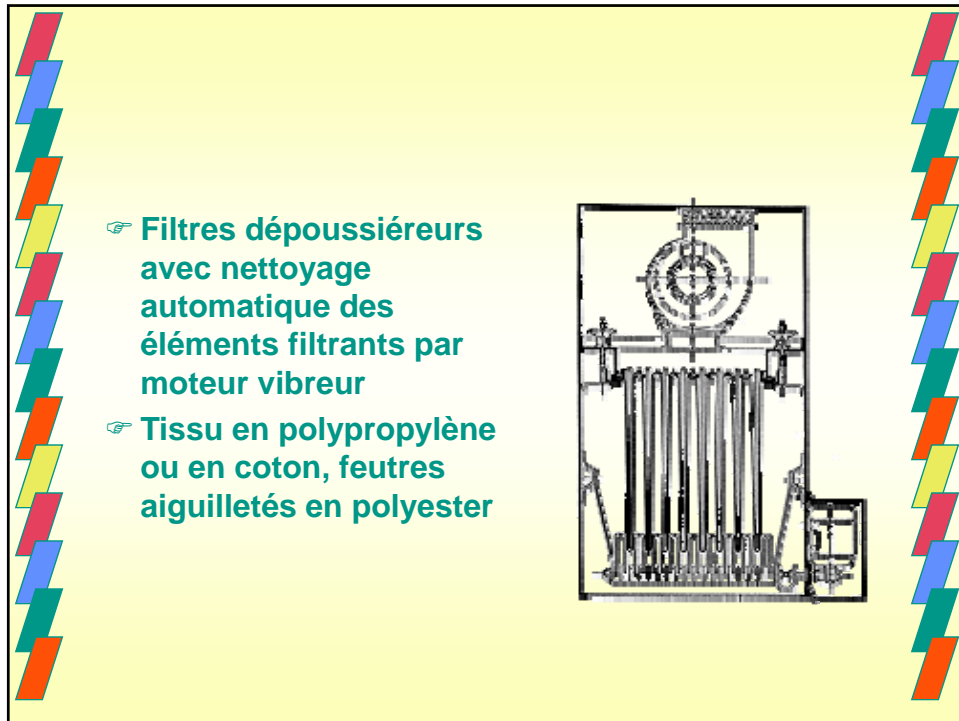 ☞ Filtres dépoussiéreurs
avec nettoyage
automatique des
éléments filtrants par
moteur vibreur
☞ Tissu en polypropylène
ou en coton, feutres
aiguilletés en polyester